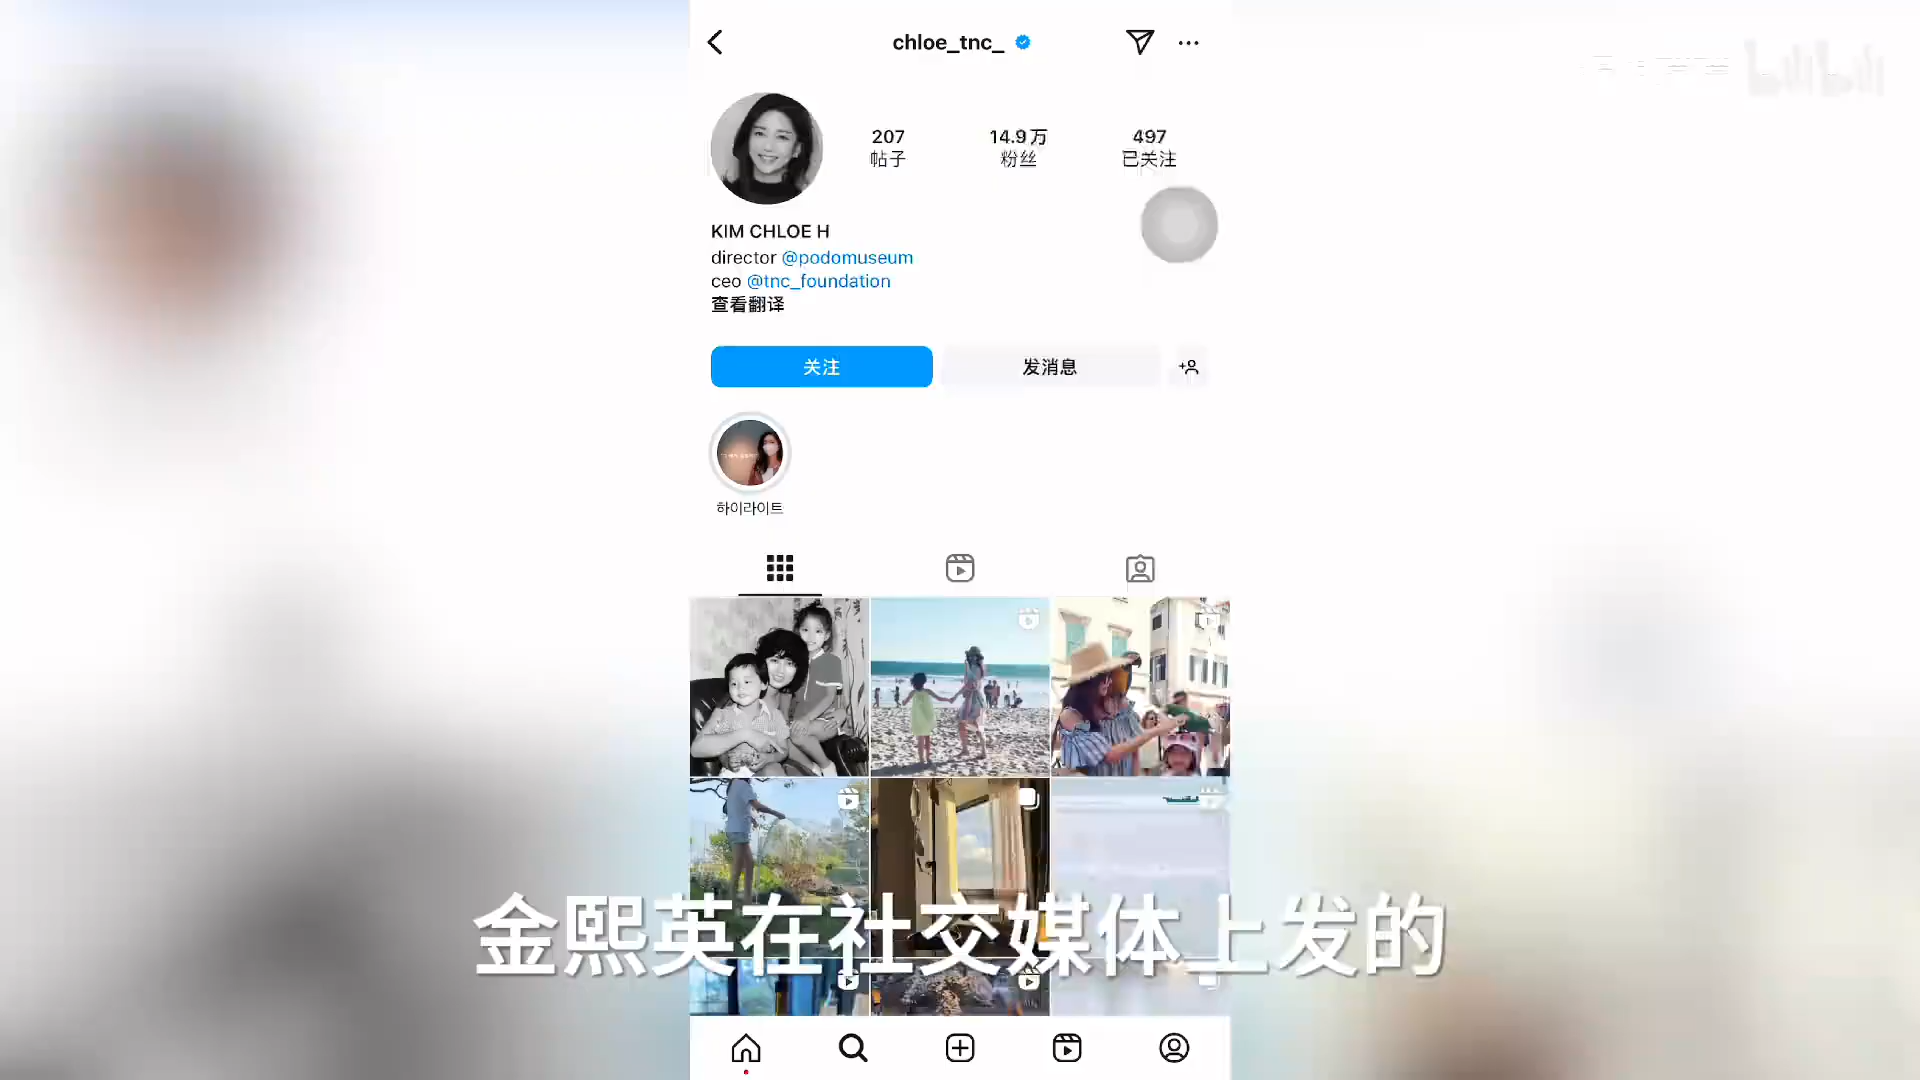 chloe_tnc_
bilibili
207
帖子
14.9万
粉丝
497
已关注
KIM CHLOE H
director @podomuseum
ceo @tnc_foundation
查看翻译
关注
发消息
하이라이트
金熙英在社交媒体上发的